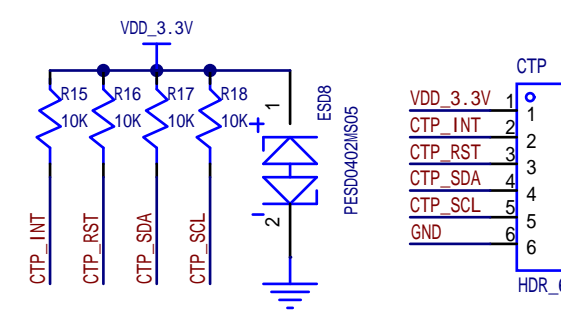 VDD_3.3V
R15
R16
R17
R18
10K
10K
10K
10K
+
1
ESD8
PESD0402MS05
-
2
CTP_INT
CTP_RST
CTP_SDA
CTP_SCL
CTP
VDD_3.3V 1 1
CTP_INT 2 2
CTP_RST 3 3
CTP_SDA 4 4
CTP_SCL 5 5
GND 6 6